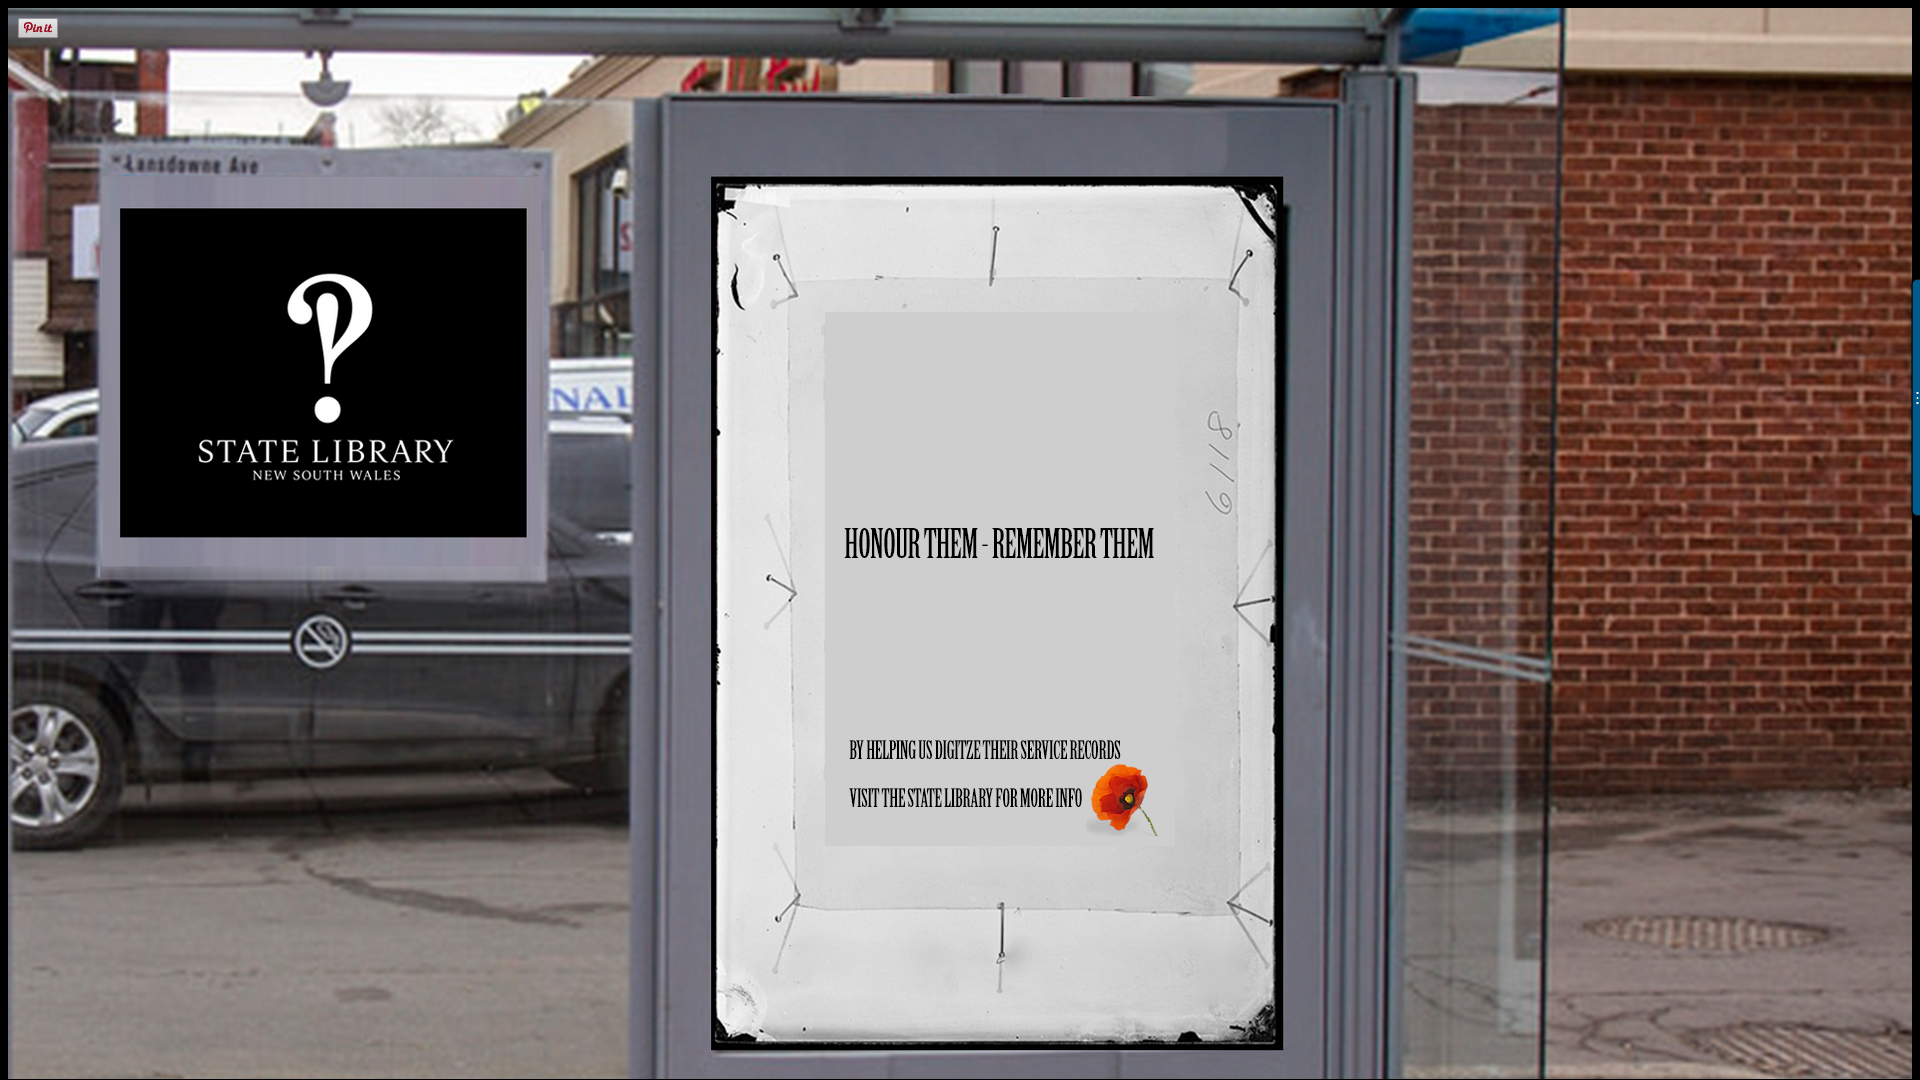 Pin it
Lansdowne Ave
STATE LIBRARY
NEW SOUTH WALES
NAL
6118
HONOUR THEM - REMEMBER THEM
BY HELPING US DIGITZE THEIR SERVICE RECORDS
VISIT THE STATE LIBRARY FOR MORE INFO